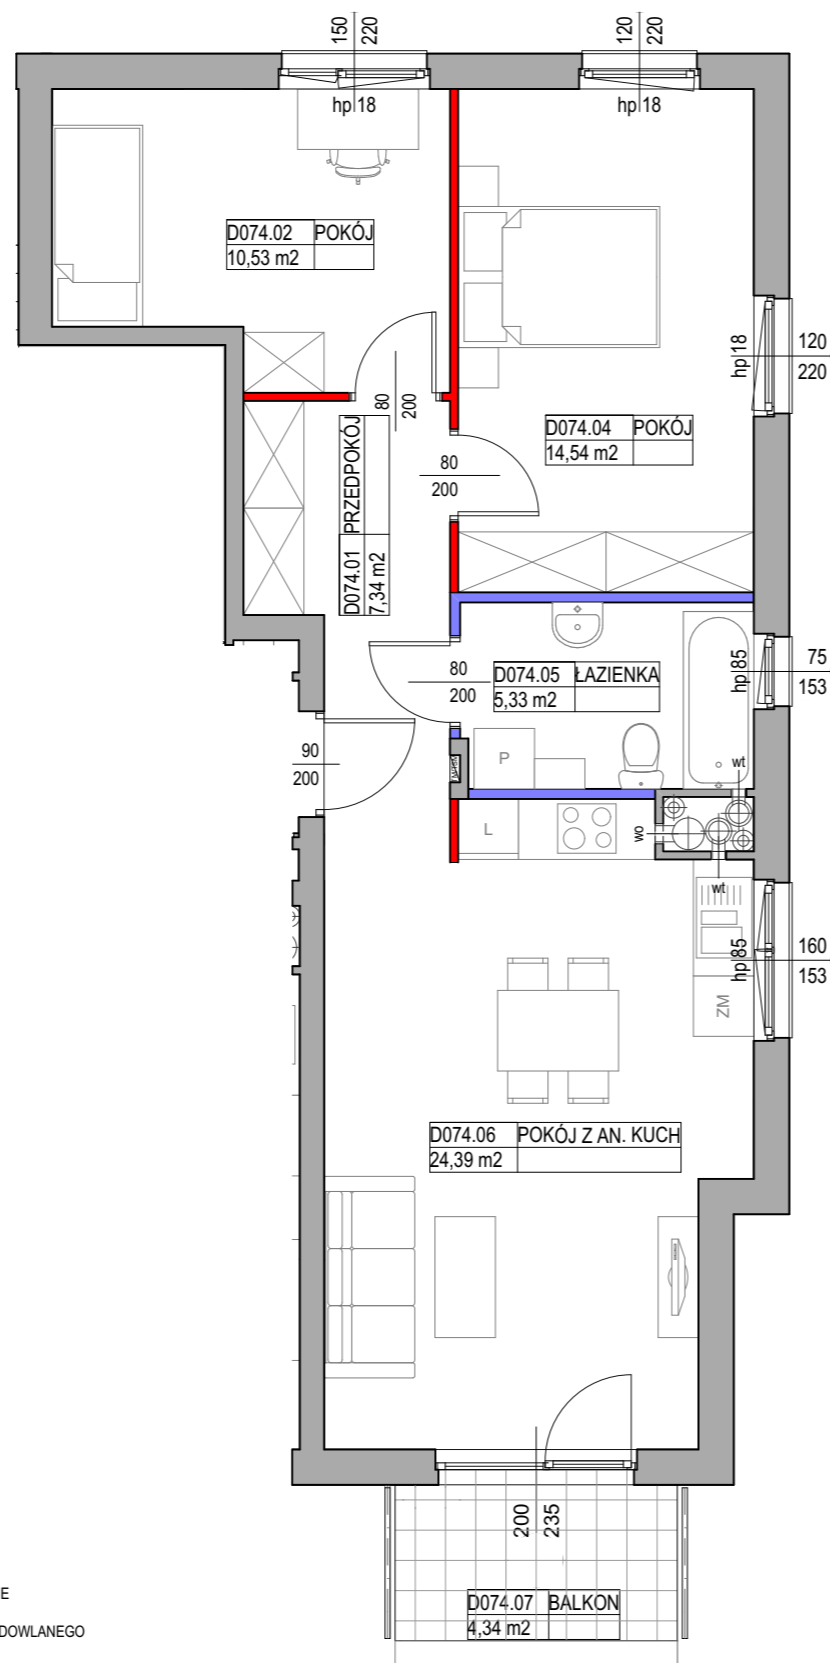 150
220
120
220
hp 18
hp 18
D074.02 POKÓJ
10,53 m2
hp 18
120
220
80
200
D074.04 POKÓJ
14,54 m2
80
200
D074.01 PRZEDPOKÓJ
7,34 m2
80
200
D074.05 ŁAZIENKA
5,33 m2
hp 85
75
153
90
200
P
wt
L
wo
wt
hp 85
160
153
ZM
D074.06 POKÓJ Z AN. KUCH
24,39 m2
200
235
D074.07 BALKON
4,34 m2
E
DOWLANEGO